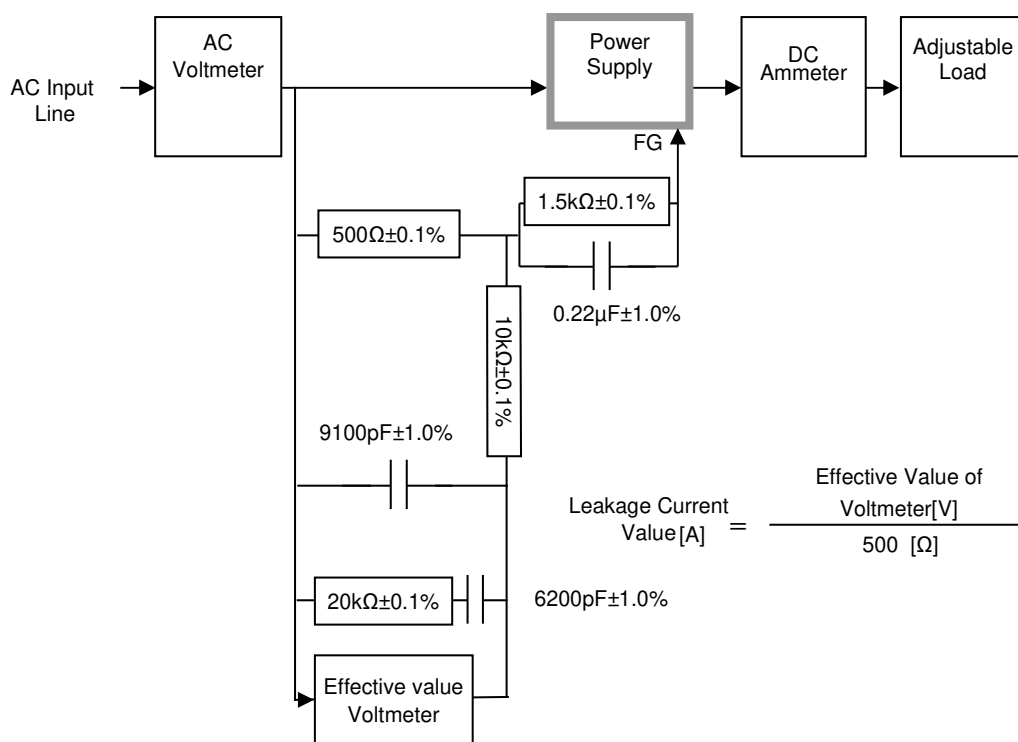 AC
Voltmeter
Power
Supply
DC
Ammeter
Adjustable
Load
AC Input
Line
FG
1.5kΩ±0.1%
500Ω±0.1%
0.22µF±1.0%
10kΩ±0.1%
9100pF±1.0%
Leakage Current
Value[A]
=
Effective Value of
Voltmeter[V]
500 [Ω]
20kΩ±0.1%
6200pF±1.0%
Effective value
Voltmeter